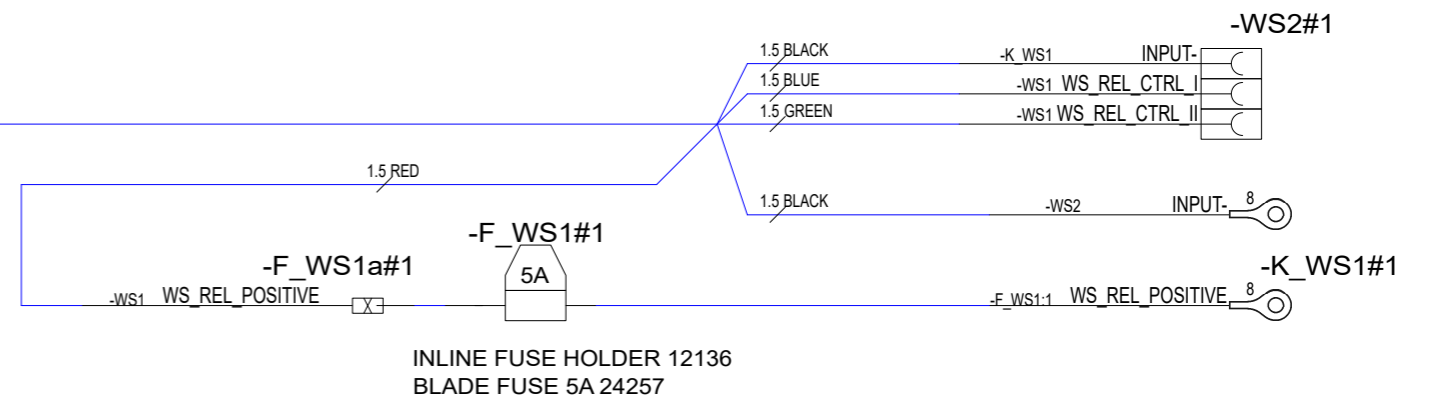 -WS2#1
1.5 BLACK -K_WS1 INPUT-
1.5 BLUE -WS1 WS_REL_CTRL_I
1.5 GREEN -WS1 WS_REL_CTRL_II
1.5 RED
1.5 BLACK -WS2 INPUT- 8
-F_WS1#1
-F_WS1a#1 5A -K_WS1#1
-WS1 WS_REL_POSITIVE X -F_WS1:1 WS_REL_POSITIVE 8
INLINE FUSE HOLDER 12136
BLADE FUSE 5A 24257